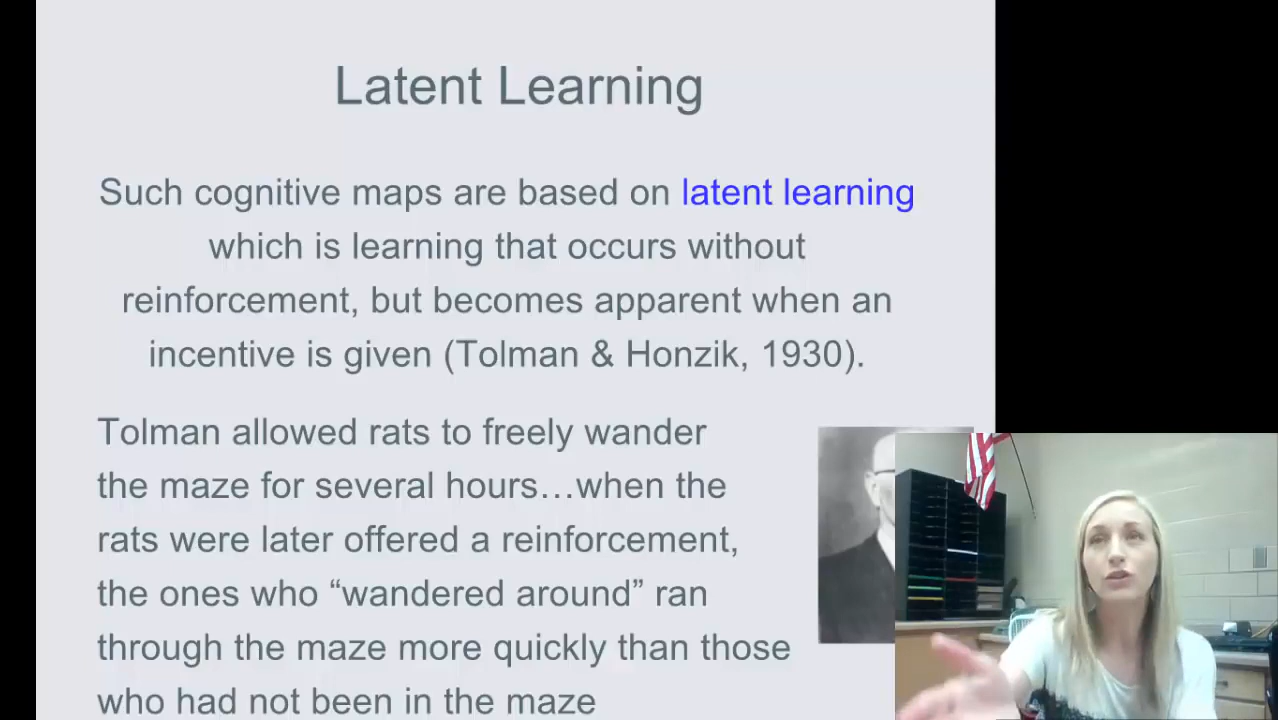 Latent Learning
Such cognitive maps are based on latent learning
which is learning that occurs without
reinforcement, but becomes apparent when an
incentive is given (Tolman & Honzik, 1930).
Tolman allowed rats to freely wander
the maze for several hours…when the
rats were later offered a reinforcement,
the ones who “wandered around” ran
through the maze more quickly than those
who had not been in the maze